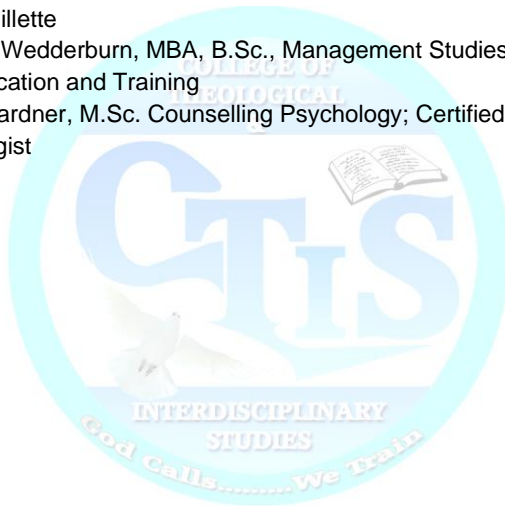 illette
Wedderburn, MBA, B.Sc., Management Studies
cation and Training
ardner, M.Sc. Counselling Psychology; Certified
gist
COLLEGE OF
THEOLOGICAL
&
CTIS
INTERDISCIPLINARY
STUDIES
God Calls.........We Train